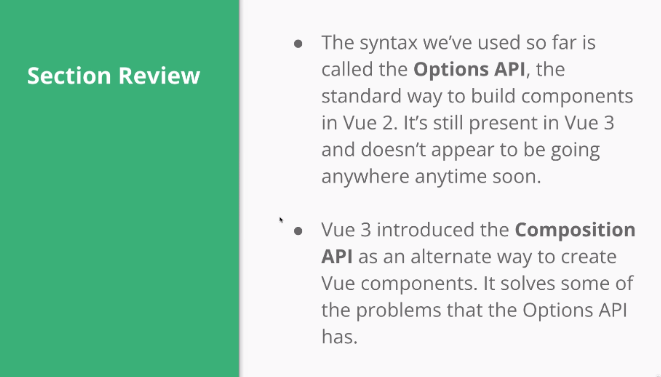 Section Review
● The syntax we’ve used so far is
called the Options API, the
standard way to build components
in Vue 2. It’s still present in Vue 3
and doesn’t appear to be going
anywhere anytime soon.
● Vue 3 introduced the Composition
API as an alternate way to create
Vue components. It solves some of
the problems that the Options API
has.